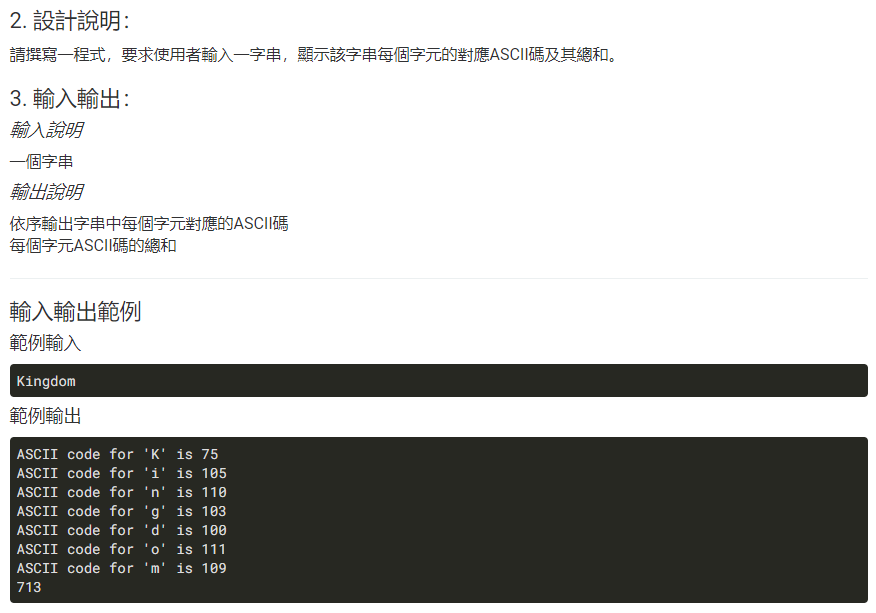 2. 設計說明：
請撰寫一程式，要求使用者輸入一字串，顯示該字串每個字元的對應ASCII碼及其總和。
3. 輸入輸出：
輸入說明
一個字串
輸出說明
依序輸出字串中每個字元對應的ASCII碼
每個字元ASCII碼的總和
輸入輸出範例
範例輸入
Kingdom
範例輸出
ASCII code for 'K' is 75
ASCII code for 'i' is 105
ASCII code for 'n' is 110
ASCII code for 'g' is 103
ASCII code for 'd' is 100
ASCII code for 'o' is 111
ASCII code for 'm' is 109
713